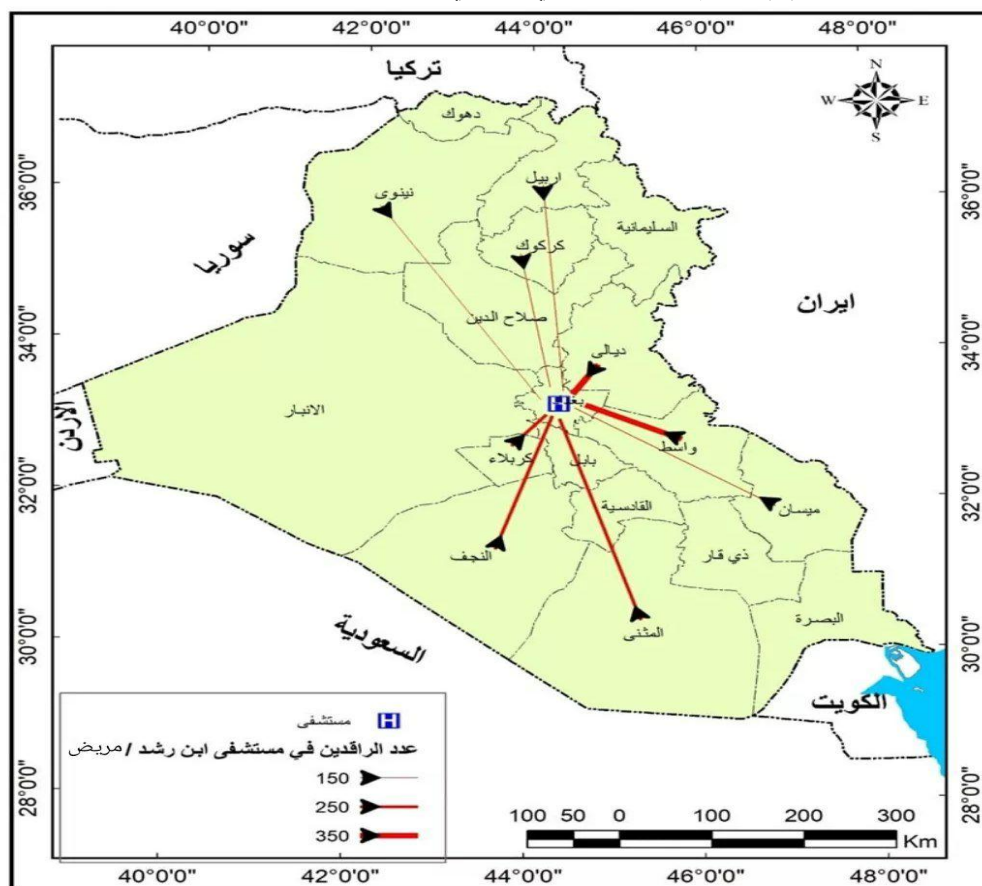 40°0'0" 42°0'0" 44°0'0" 46°0'0" 48°0'0"
تركيا
N
W E
S
دهوك
36°0'0" 36°0'0"
نينوى
اربيل
السليمانية
كركوك
سوريا
ايران
صلاح الدين
34°0'0" 34°0'0"
ديالى
الانبار
H
الاردن
واسط
كربلاء
بابل
32°0'0" 32°0'0"
القادسية
ميسان
النجف
ذي قار
البصرة
المثنى
30°0'0" 30°0'0"
السعودية
الكويت
H مستشفى
عدد الراقدين في مستشفى ابن رشد / مريض
150
250
350
28°0'0" 28°0'0"
100 50 0 100 200 300
Km
40°0'0" 42°0'0" 44°0'0" 46°0'0" 48°0'0"